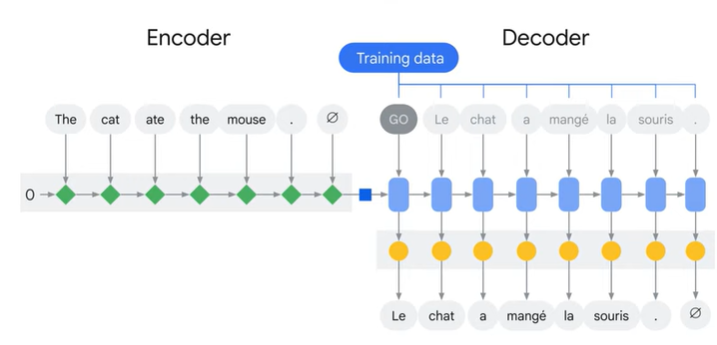 Encoder
Decoder
Training data
The cat ate the mouse . ∅
GO Le chat a mangé la souris .
0
Le chat a mangé la souris . ∅